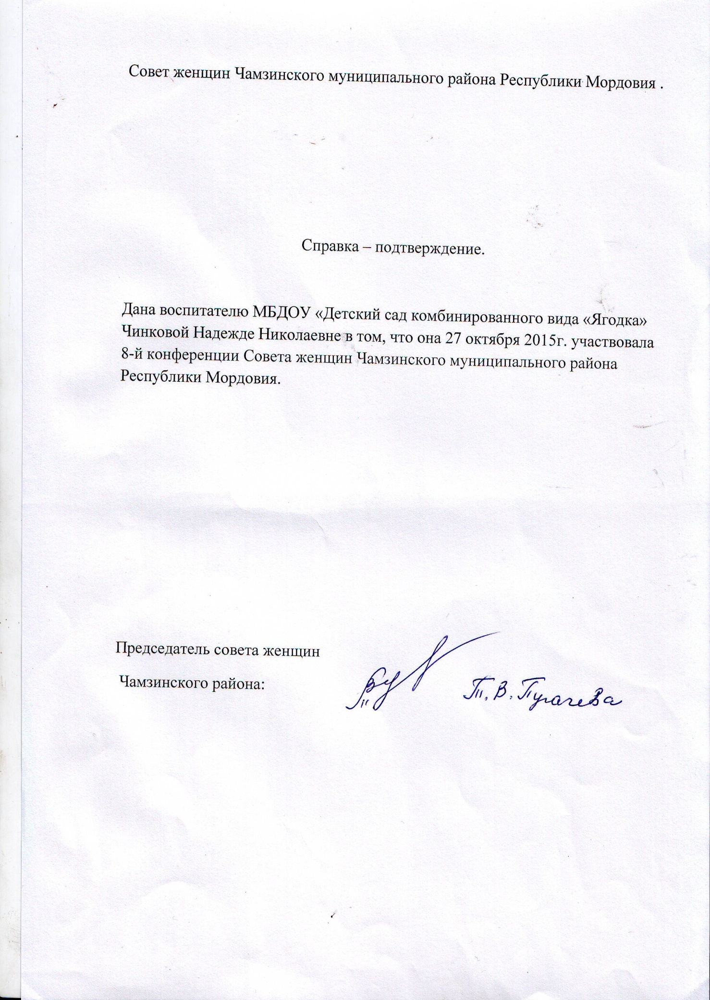 Совет женщин Чамзинского муниципального района Республики Мордовия .
Справка – подтверждение.
Дана воспитателю МБДОУ «Детский сад комбинированного вида «Ягодка»
Чинковой Надежде Николаевне в том, что она 27 октября 2015г. участвовала
8-й конференции Совета женщин Чамзинского муниципального района
Республики Мордовия.
Председатель совета женщин
Чамзинского района:
Т. В. Пугачева